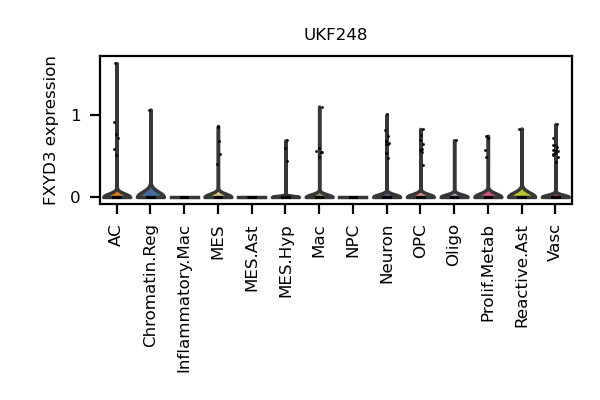 UKF248
FXYD3 expression
1
0
AC
Chromatin.Reg
Inflammatory.Mac
MES
MES.Ast
MES.Hyp
Mac
NPC
Neuron
OPC
Oligo
Prolif.Metab
Reactive.Ast
Vasc